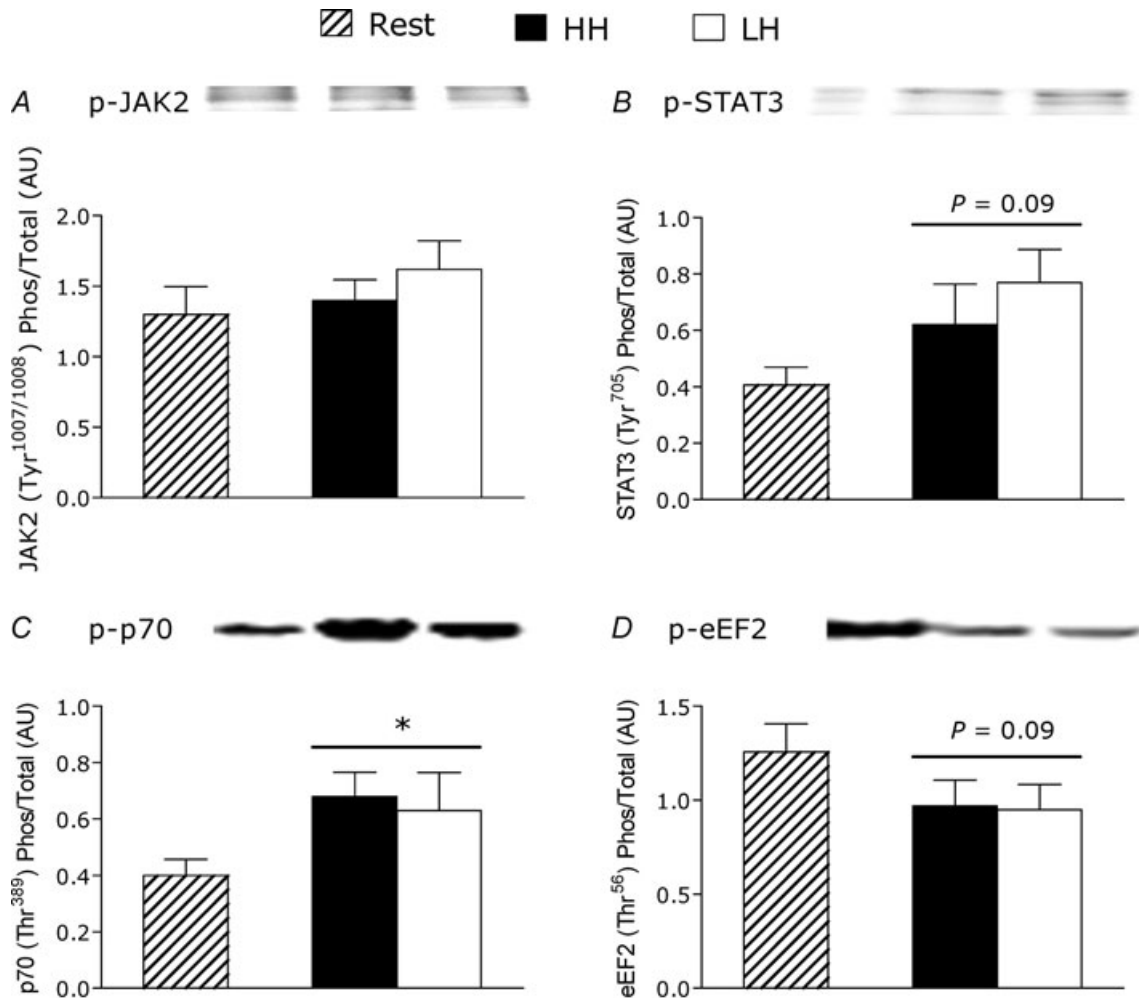 Rest HH LH
A p-JAK2
JAK2 (Tyr1007/1008) Phos/Total (AU)
2.0
1.5
1.0
0.5
0.0
B p-STAT3
STAT3 (Tyr705) Phos/Total (AU)
P = 0.09
1.0
0.8
0.6
0.4
0.2
0.0
C p-p70
p70 (Thr389) Phos/Total (AU)
*
1.0
0.8
0.6
0.4
0.2
0.0
D p-eEF2
eEF2 (Thr56) Phos/Total (AU)
P = 0.09
1.5
1.0
0.5
0.0